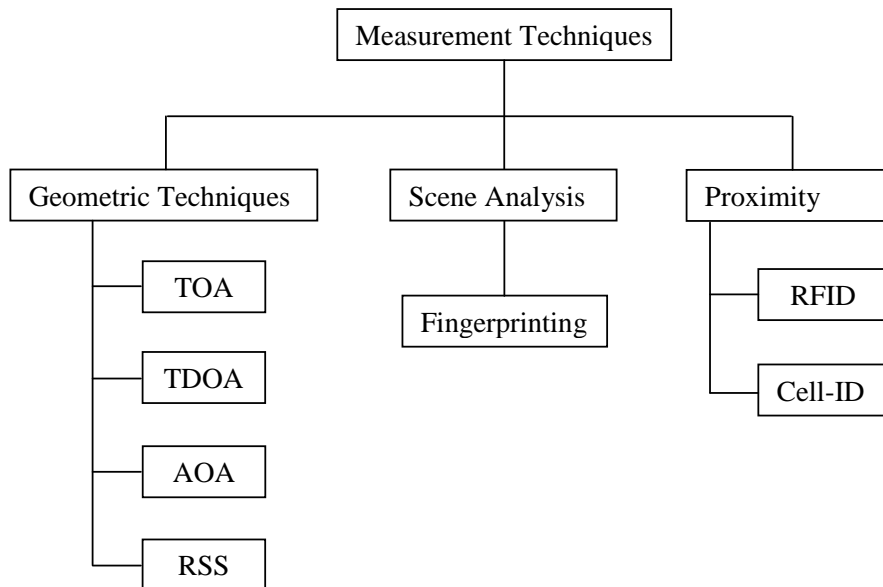 Measurement Techniques
Geometric Techniques
Scene Analysis
Proximity
TOA
TDOA
AOA
RSS
Fingerprinting
RFID
Cell-ID